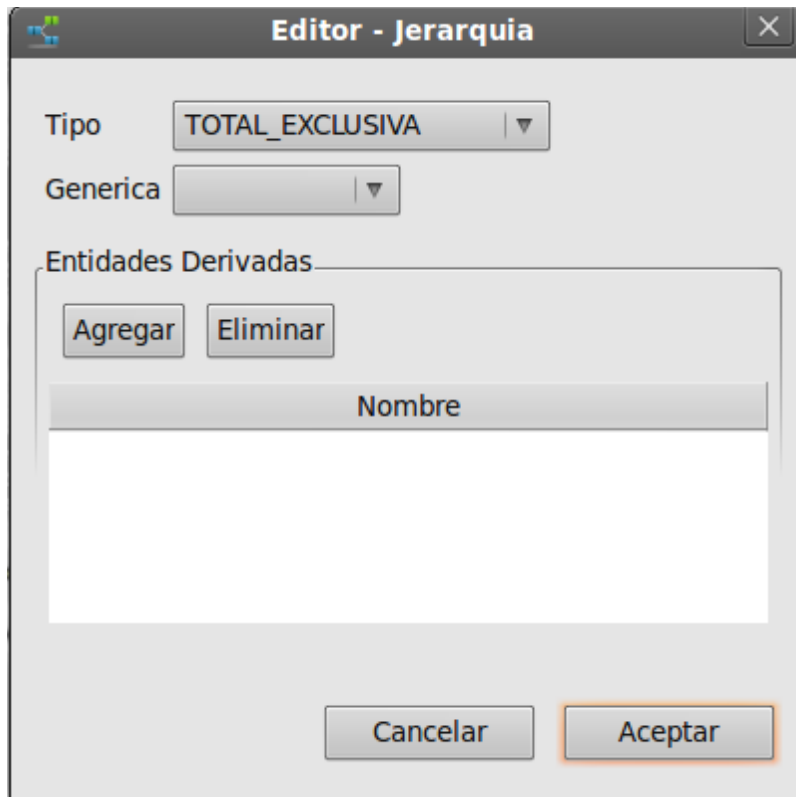 Editor - Jerarquia
Tipo TOTAL_EXCLUSIVA
Generica
Entidades Derivadas
Agregar Eliminar
Nombre
Cancelar Aceptar